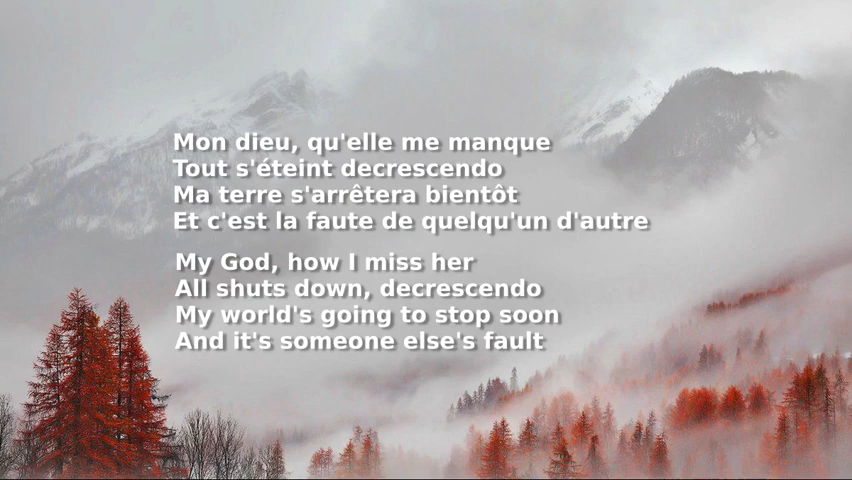 Mon dieu, qu'elle me manque
Tout s'éteint decrescendo
Ma terre s'arrêtera bientôt
Et c'est la faute de quelqu'un d'autre
My God, how I miss her
All shuts down, decrescendo
My world's going to stop soon
And it's someone else's fault